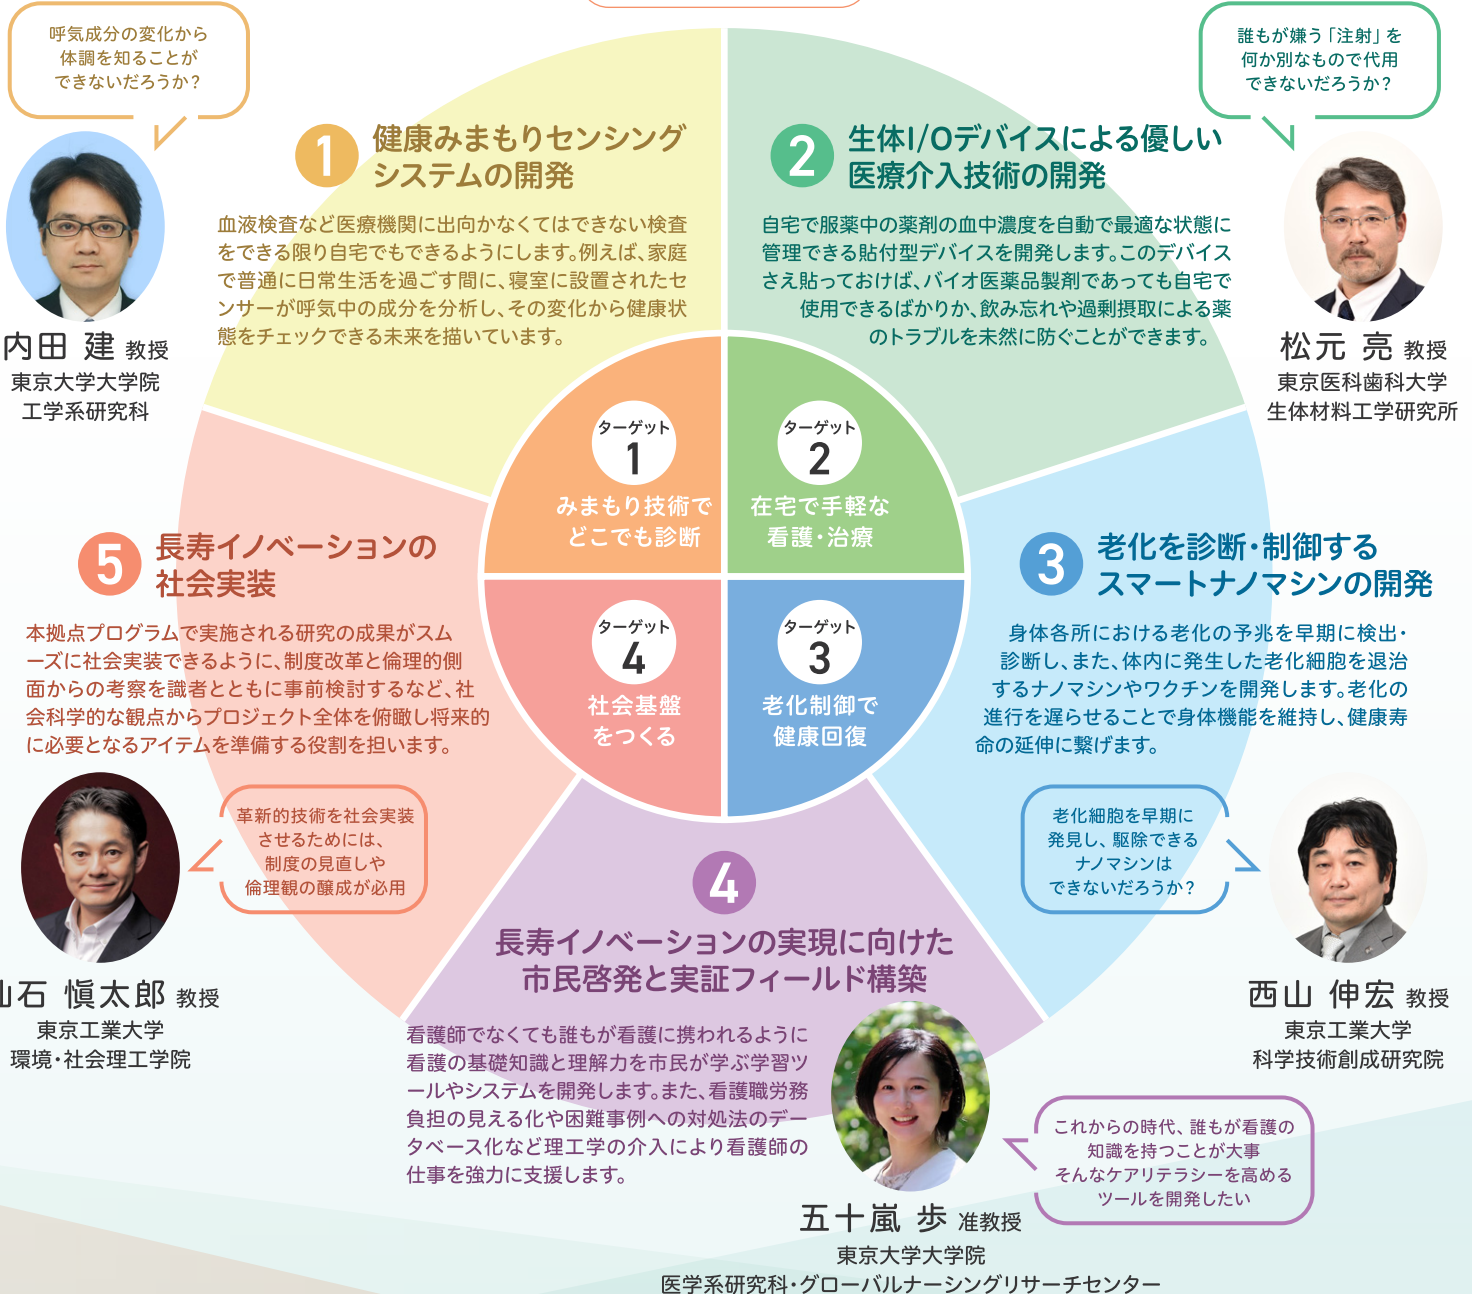 呼気成分の変化から
体調を知ることが
できないだろうか？
内田 建 教授
東京大学大学院
工学系研究科
1
健康みまもりセンシング
システムの開発
血液検査など医療機関に出向かなくてはできない検査
をできる限り自宅でもできるようにします。例えば、家庭
で普通に日常生活を過ごす間に、寝室に設置されたセ
ンサーが呼気中の成分を分析し、その変化から健康状
態をチェックできる未来を描いています。
2
生体I/Oデバイスによる優しい
医療介入技術の開発
自宅で服薬中の薬剤の血中濃度を自動で最適な状態に
管理できる貼付型デバイスを開発します。このデバイス
さえ貼っておけば、バイオ医薬品製剤であっても自宅で
使用できるばかりか、飲み忘れや過剰摂取による薬
のトラブルを未然に防ぐことができます。
誰もが嫌う「注射」を
何か別なもので代用
できないだろうか？
松元 亮 教授
東京医科歯科大学
生体材料工学研究所
ターゲット
1
みまもり技術で
どこでも診断
ターゲット
2
在宅で手軽な
看護・治療
ターゲット
4
社会基盤
をつくる
ターゲット
3
老化制御で
健康回復
5
長寿イノベーションの
社会実装
本拠点プログラムで実施される研究の成果がスム
ーズに社会実装できるように、制度改革と倫理的側
面からの考察を識者とともに事前検討するなど、社
会科学的な観点からプロジェクト全体を俯瞰し将来的
に必要となるアイテムを準備する役割を担います。
革新的技術を社会実装
させるためには、
制度の見直しや
倫理観の醸成が必用
石 愼太郎 教授
東京工業大学
環境・社会理工学院
3
老化を診断・制御する
スマートナノマシンの開発
身体各所における老化の予兆を早期に検出・
診断し、また、体内に発生した老化細胞を退治
するナノマシンやワクチンを開発します。老化の
進行を遅らせることで身体機能を維持し、健康寿
命の延伸に繋げます。
老化細胞を早期に
発見し、駆除できる
ナノマシンは
できないだろうか？
西山 伸宏 教授
東京工業大学
科学技術創成研究院
4
長寿イノベーションの実現に向けた
市民啓発と実証フィールド構築
看護師でなくても誰もが看護に携われるように
看護の基礎知識と理解力を市民が学ぶ学習ツ
ールやシステムを開発します。また、看護職労務
負担の見える化や困難事例への対処法のデー
タベース化など理工学の介入により看護師の
仕事を強力に支援します。
これからの時代、誰もが看護の
知識を持つことが大事
そんなケアリテラシーを高める
ツールを開発したい
五十嵐 歩 准教授
東京大学大学院
医学系研究科・グローバルナーシングリサーチセンター